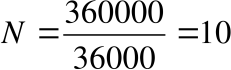 N = 360000 / 36000 = 10